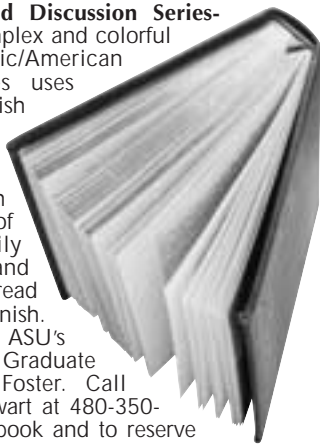 d Discussion Series-
plex and colorful
ic/American
s uses
ish
n
of
ily
and
read
nish.
ASU's
Graduate
Foster. Call
wart at 480-350-
book and to reserve